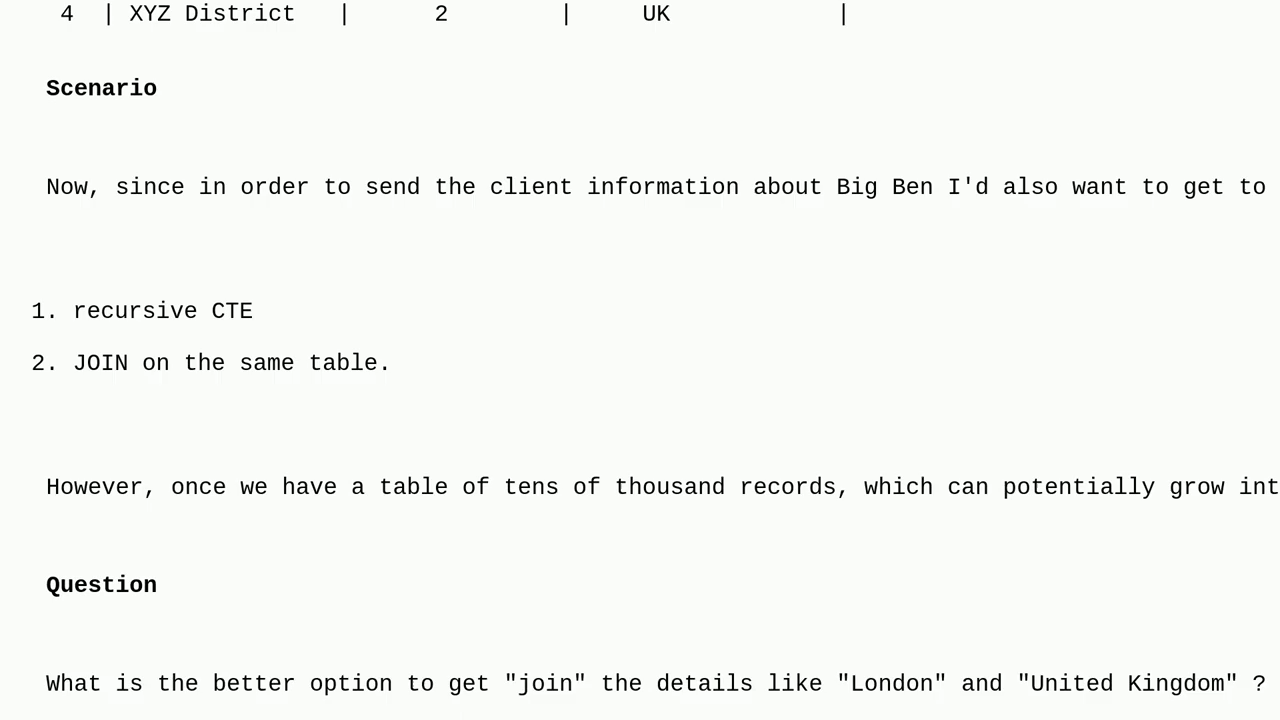 4 | XYZ District | 2 | UK |
Scenario
Now, since in order to send the client information about Big Ben I'd also want to get to
1. recursive CTE
2. JOIN on the same table.
However, once we have a table of tens of thousand records, which can potentially grow int
Question
What is the better option to get "join" the details like "London" and "United Kingdom" ?